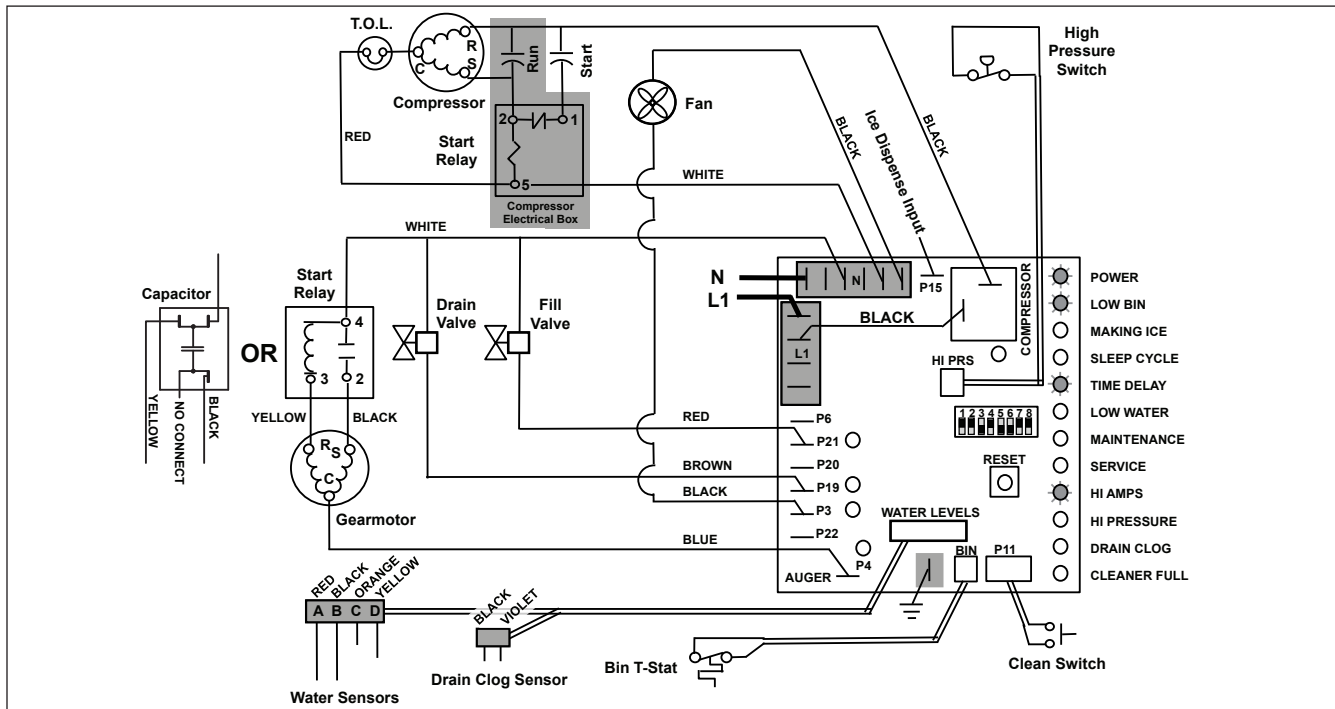 T.O.L.
R
S
C
Compressor
Run
Start
2
1
5
Start
Relay
Compressor
Electrical Box
RED
WHITE
Fan
BLACK
Ice Dispense Input
BLACK
High
Pressure
Switch
WHITE
Capacitor
YELLOW
NO CONNECT
BLACK
OR
Start
Relay
4
3
2
YELLOW
BLACK
R
S
C
Gearmotor
Drain
Valve
Fill
Valve
N
L1
N
P15
L1
BLACK
COMPRESSOR
HI PRS
1 2 3 4 5 6 7 8
RESET
RED
BROWN
BLACK
BLUE
P6
P21
P20
P19
P3
P22
P4
AUGER
WATER LEVELS
BIN
P11
POWER
LOW BIN
MAKING ICE
SLEEP CYCLE
TIME DELAY
LOW WATER
MAINTENANCE
SERVICE
HI AMPS
HI PRESSURE
DRAIN CLOG
CLEANER FULL
RED
BLACK
ORANGE
YELLOW
A B C D
Water Sensors
BLACK
VIOLET
Drain Clog Sensor
Bin T-Stat
Clean Switch